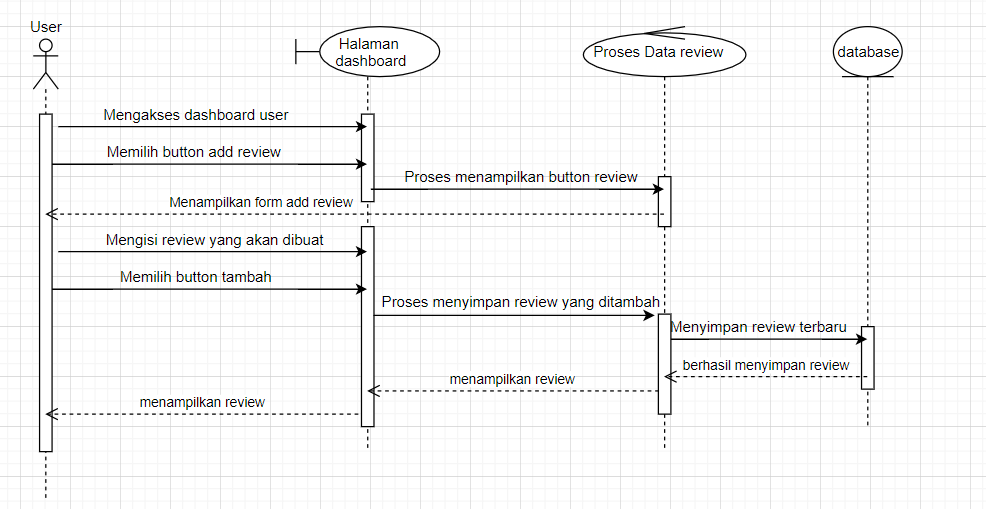 User
Halaman
dashboard
Proses Data review
database
Mengakses dashboard user
Memilih button add review
Proses menampilkan button review
Menampilkan form add review
Mengisi review yang akan dibuat
Memilih button tambah
Proses menyimpan review yang ditambah
Menyimpan review terbaru
berhasil menyimpan review
menampilkan review
menampilkan review